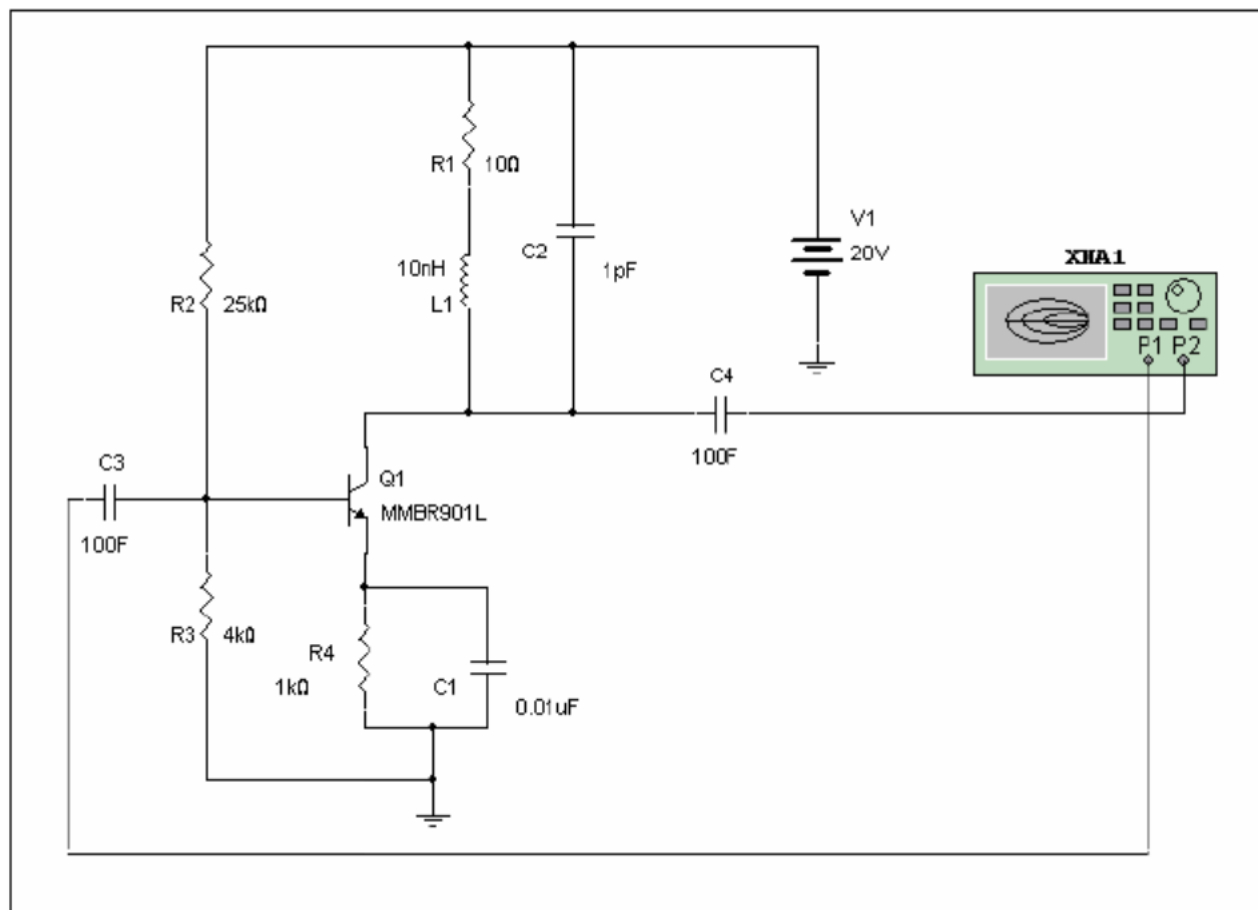 R1 10Ω
V1
20V
C2
1pF
10nH
L1
XNA1
R2 25kΩ
P1 P2
C4
100F
C3
100F
Q1
MMBR901L
R3 4kΩ
R4
1kΩ
C1
0.01uF